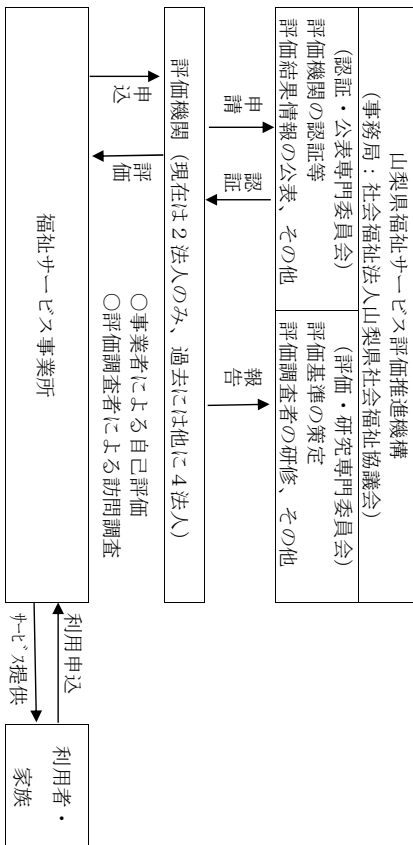 山梨県福祉サービス評価推進機構
(事務局：社会福祉法人山梨県社会福祉協議会)
(認証・公表専門委員会)
評価機関の認証等
評価結果情報の公表、その他
(評価・研究専門委員会)
評価基準の策定
評価調査者の研修、その他
申請
認証
報告
評価機関（現在は２法人のみ、過去には他に４法人）
申込
評価
○事業者による自己評価
○評価調査者による訪問調査
福祉サービス事業所
利用申込
サービス提供
利用者・
家族